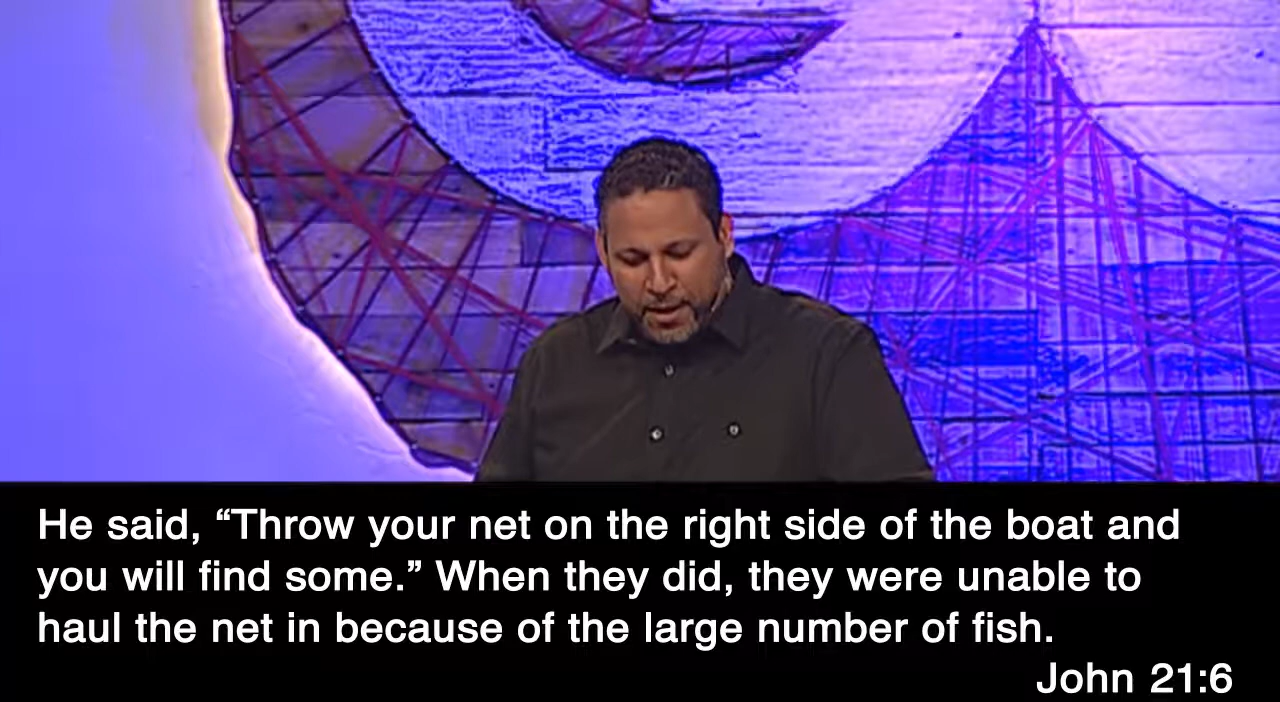 He said, “Throw your net on the right side of the boat and
you will find some.” When they did, they were unable to
haul the net in because of the large number of fish.
John 21:6